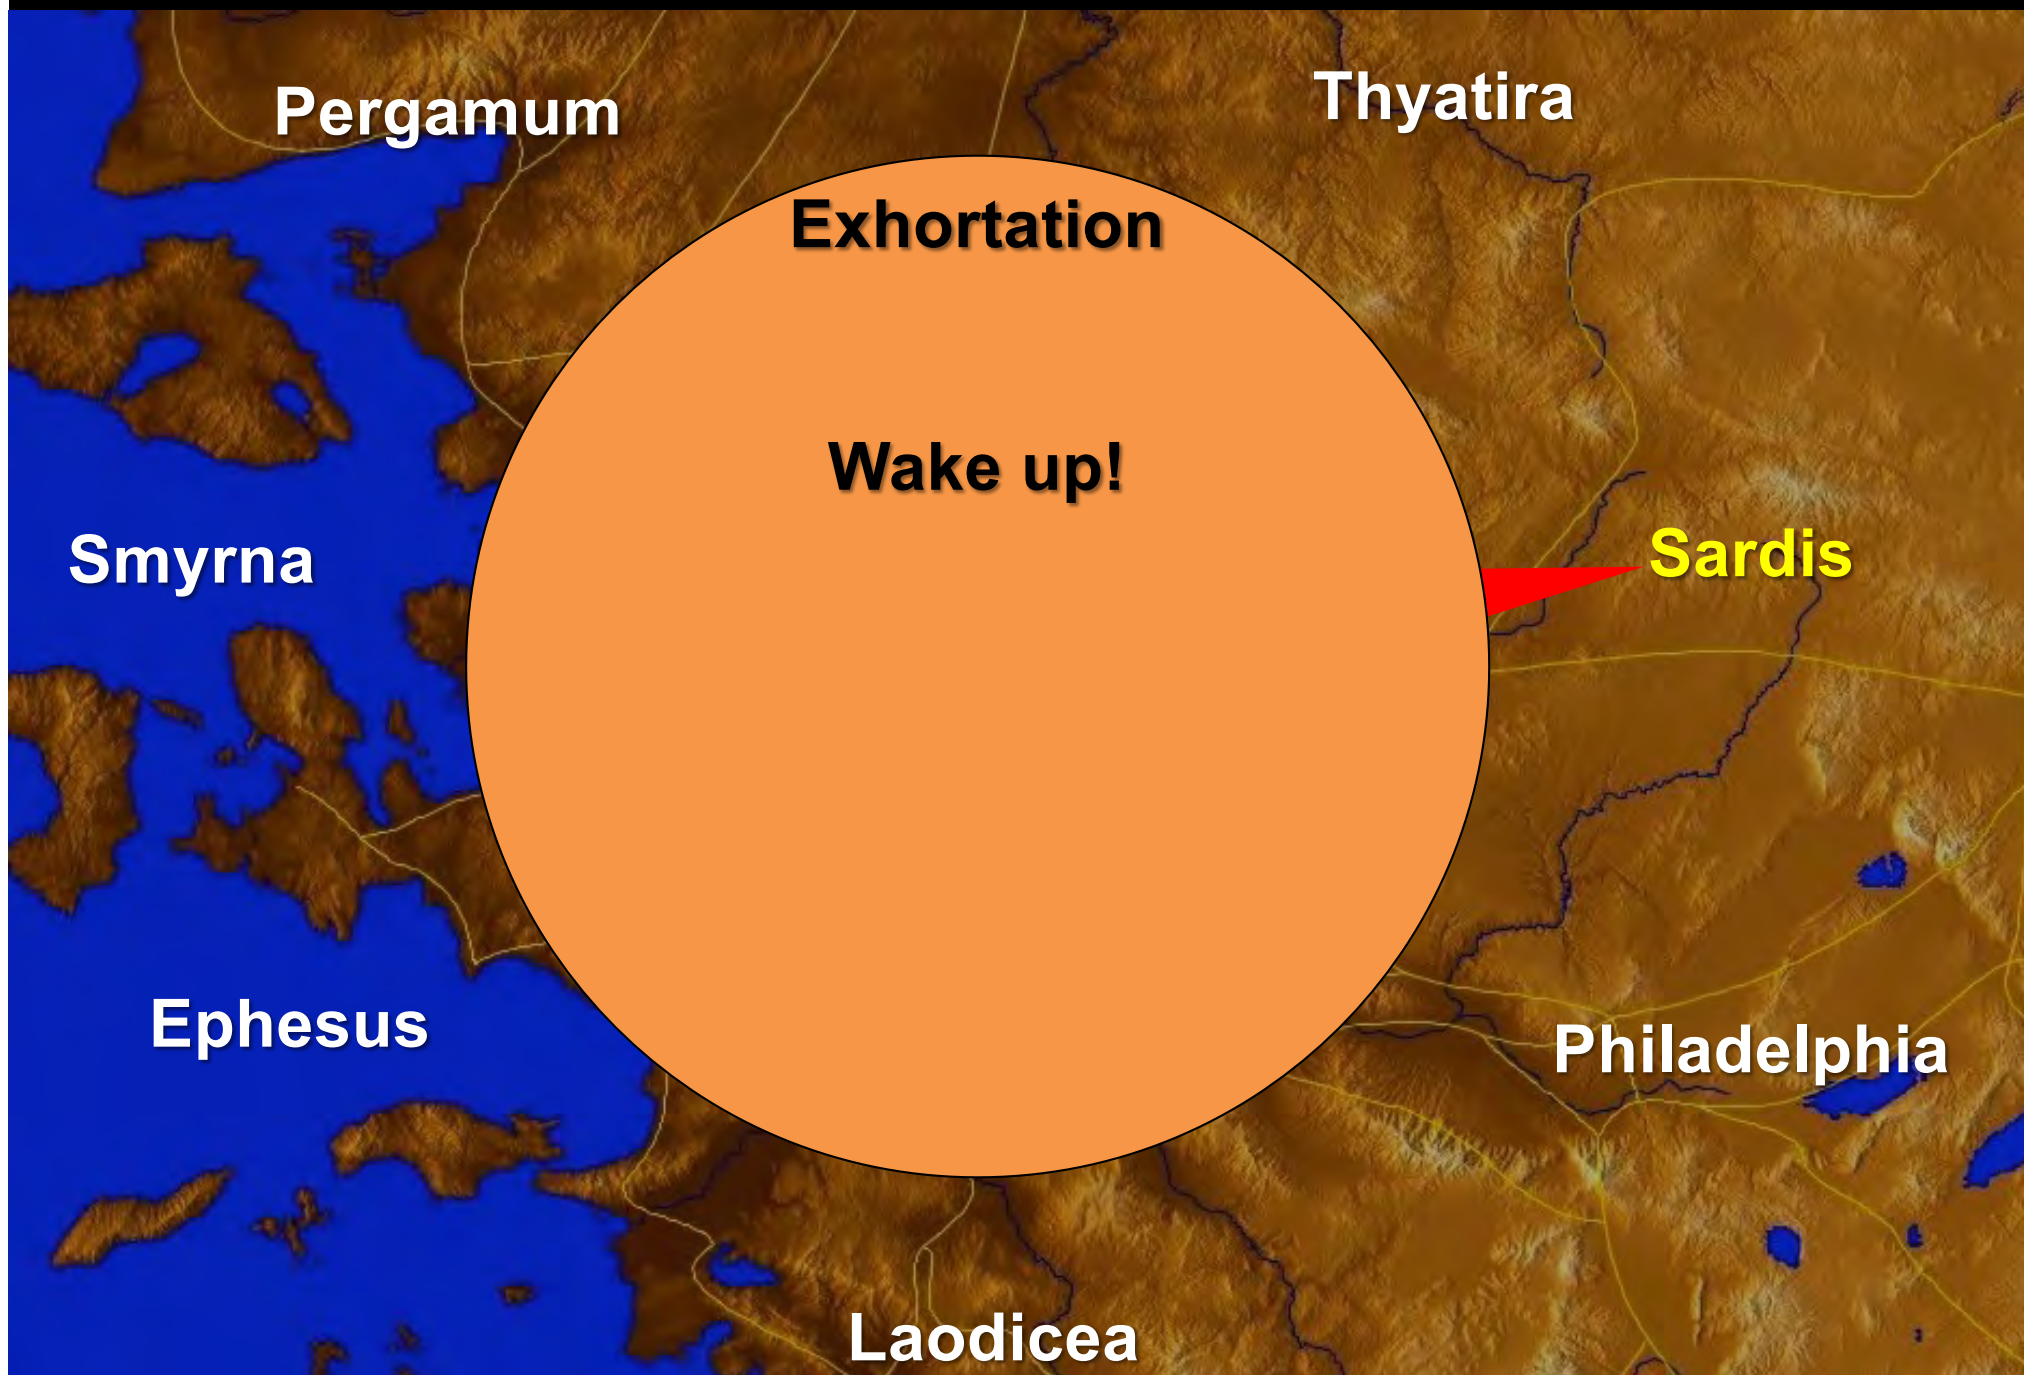 Thyatira
Pergamum
Exhortation
Wake up!
Sardis
Smyrna
Ephesus
Philadelphia
Laodicea